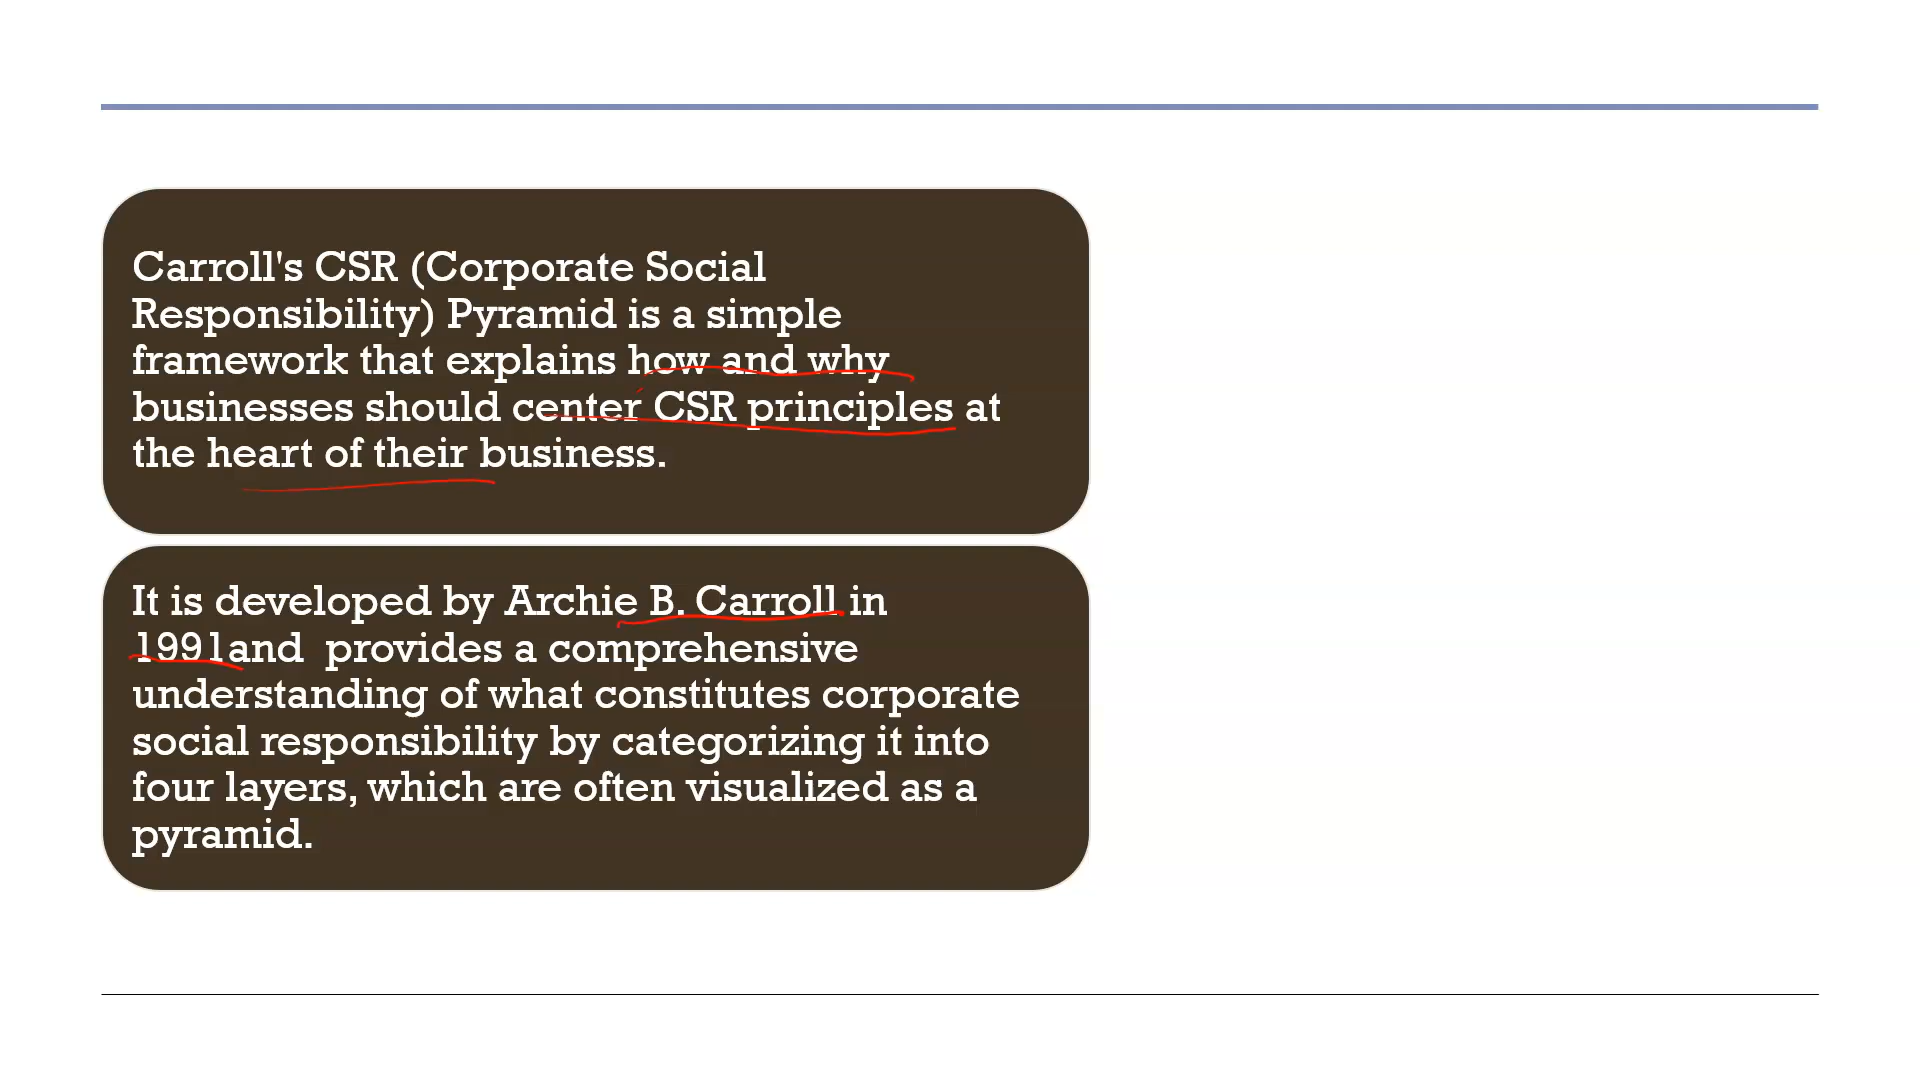 Carroll's CSR (Corporate Social
Responsibility) Pyramid is a simple
framework that explains how and why
businesses should center CSR principles at
the heart of their business.
It is developed by Archie B. Carroll in
1991and  provides a comprehensive
understanding of what constitutes corporate
social responsibility by categorizing it into
four layers, which are often visualized as a
pyramid.